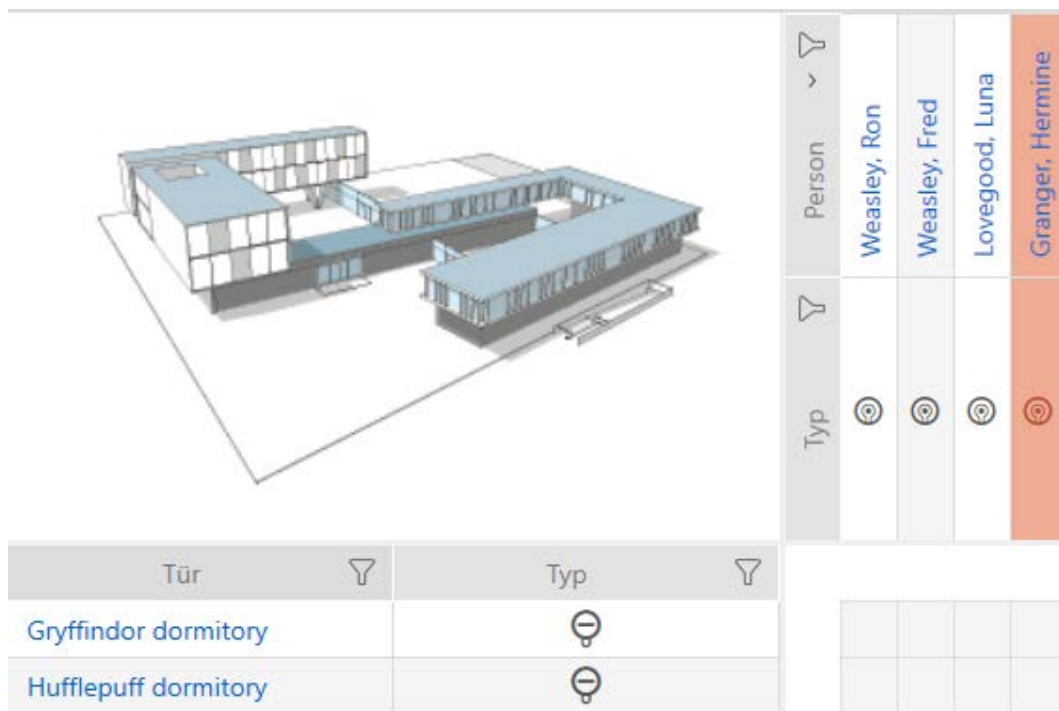 Person
Weasley, Ron
Weasley, Fred
Lovegood, Luna
Granger, Hermine
Typ
Tür
Typ
Gryffindor dormitory
Hufflepuff dormitory